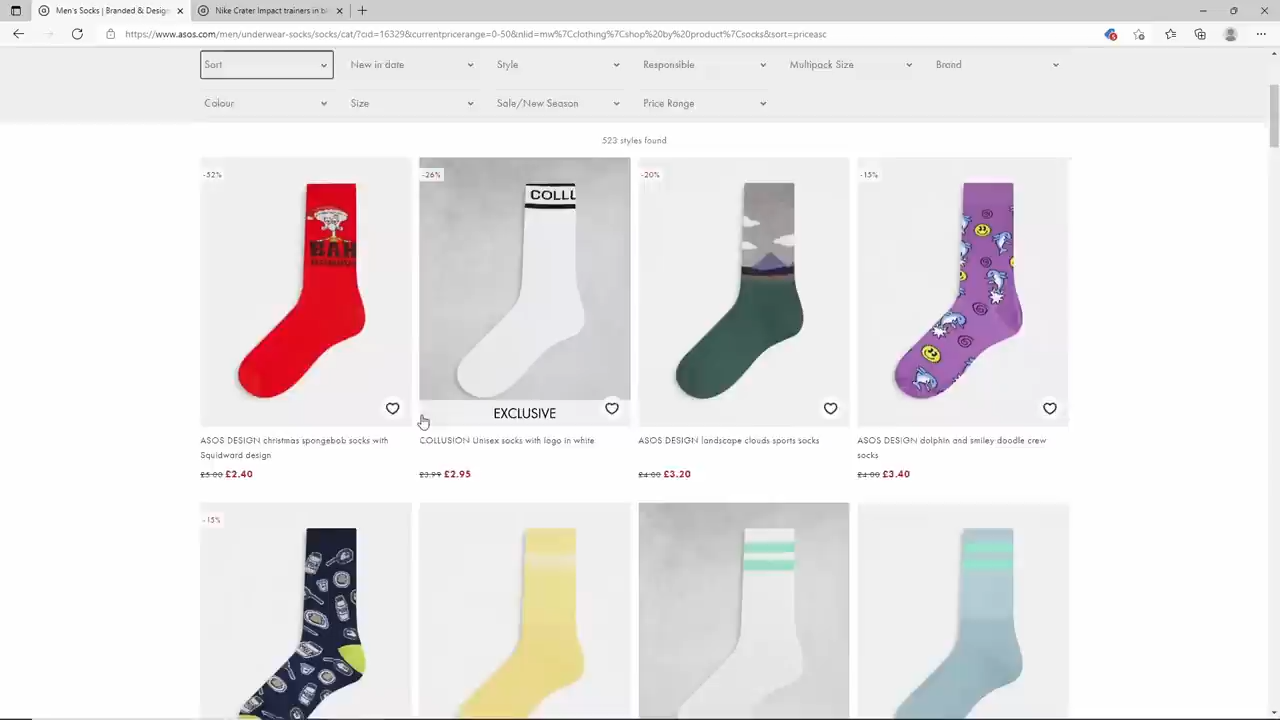 Men's Socks | Branded & Design
Nike Crater Impact trainers in bl
https://www.asos.com/men/underwear-socks/socks/cat/?cid=16329&currentpricerange=0-50&nlid=mw%7Cclothing%7Cshop%20by%20product%7Csocks&sort=priceasc
Sort New in date Style Responsible Multipack Size Brand
Colour Size Sale/New Season Price Range
523 styles found
-52% -26% -20% -15%
COLLU
BAH
EXCLUSIVE
ASOS DESIGN christmas spongebob socks with
Squidward design
£5.00 £2.40
COLLUSION Unisex socks with logo in white
£3.99 £2.95
ASOS DESIGN landscape clouds sports socks
£4.00 £3.20
ASOS DESIGN dolphin and smiley doodle crew
socks
£4.00 £3.40
-15%